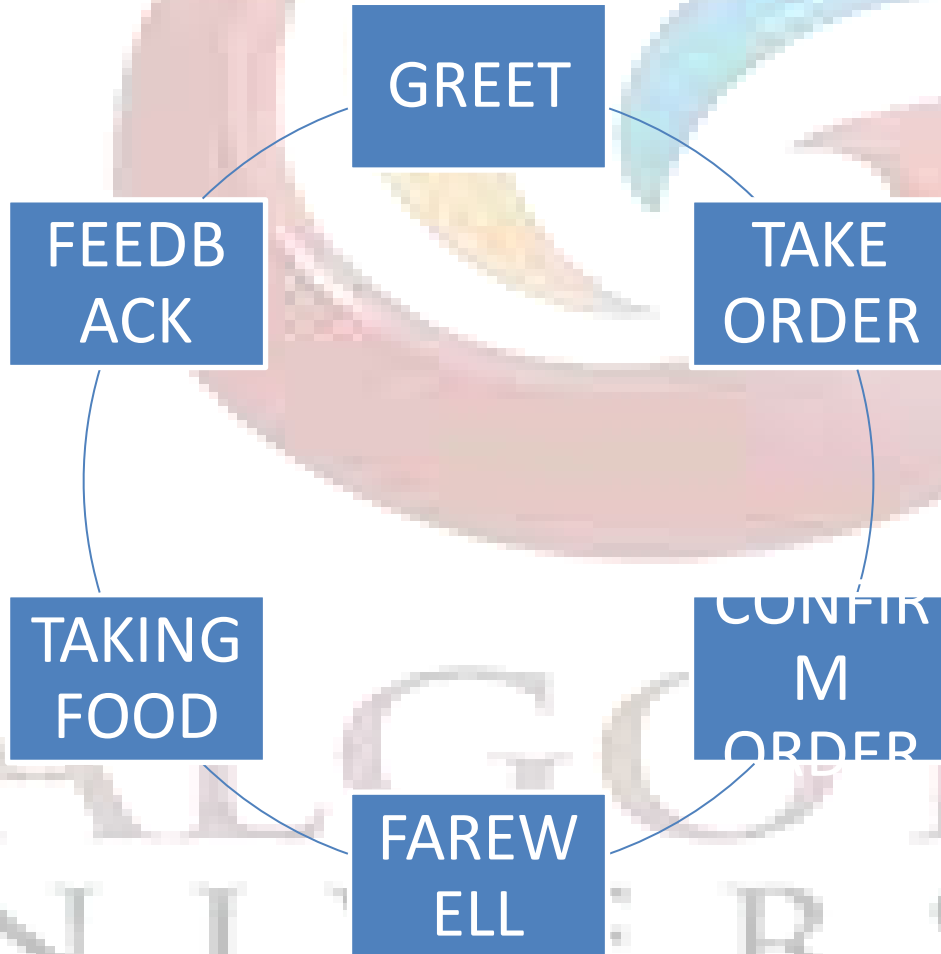 GREET
TAKE
ORDER
CONFIR
M
ORDER
FAREW
ELL
TAKING
FOOD
FEEDB
ACK